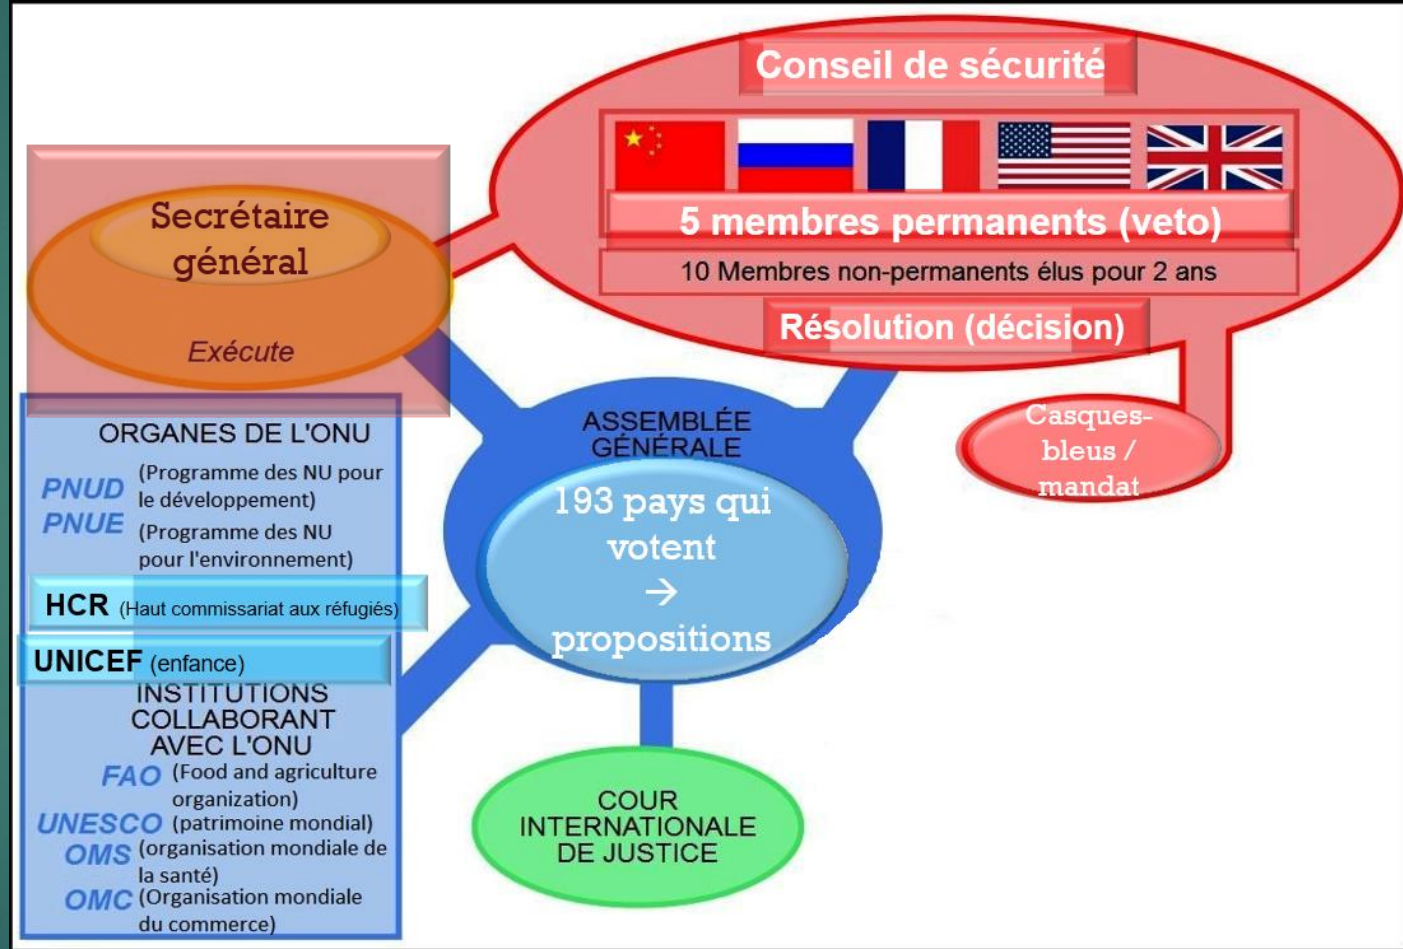 Conseil de sécurité
5 membres permanents (veto)
10 Membres non-permanents élus pour 2 ans
Résolution (décision)
Casques-
bleus /
mandat
Secrétaire
général
Exécute
ASSEMBLÉE
GÉNÉRALE
193 pays qui
votent
→
propositions
ORGANES DE L'ONU
PNUD (Programme des NU pour
le développement)
PNUE (Programme des NU
pour l'environnement)
HCR (Haut commissariat aux réfugiés)
UNICEF (enfance)
INSTITUTIONS
COLLABORANT
AVEC L'ONU
FAO (Food and agriculture
organization)
UNESCO (patrimoine mondial)
OMS (organisation mondiale de
la santé)
OMC (Organisation mondiale
du commerce)
COUR
INTERNATIONALE
DE JUSTICE